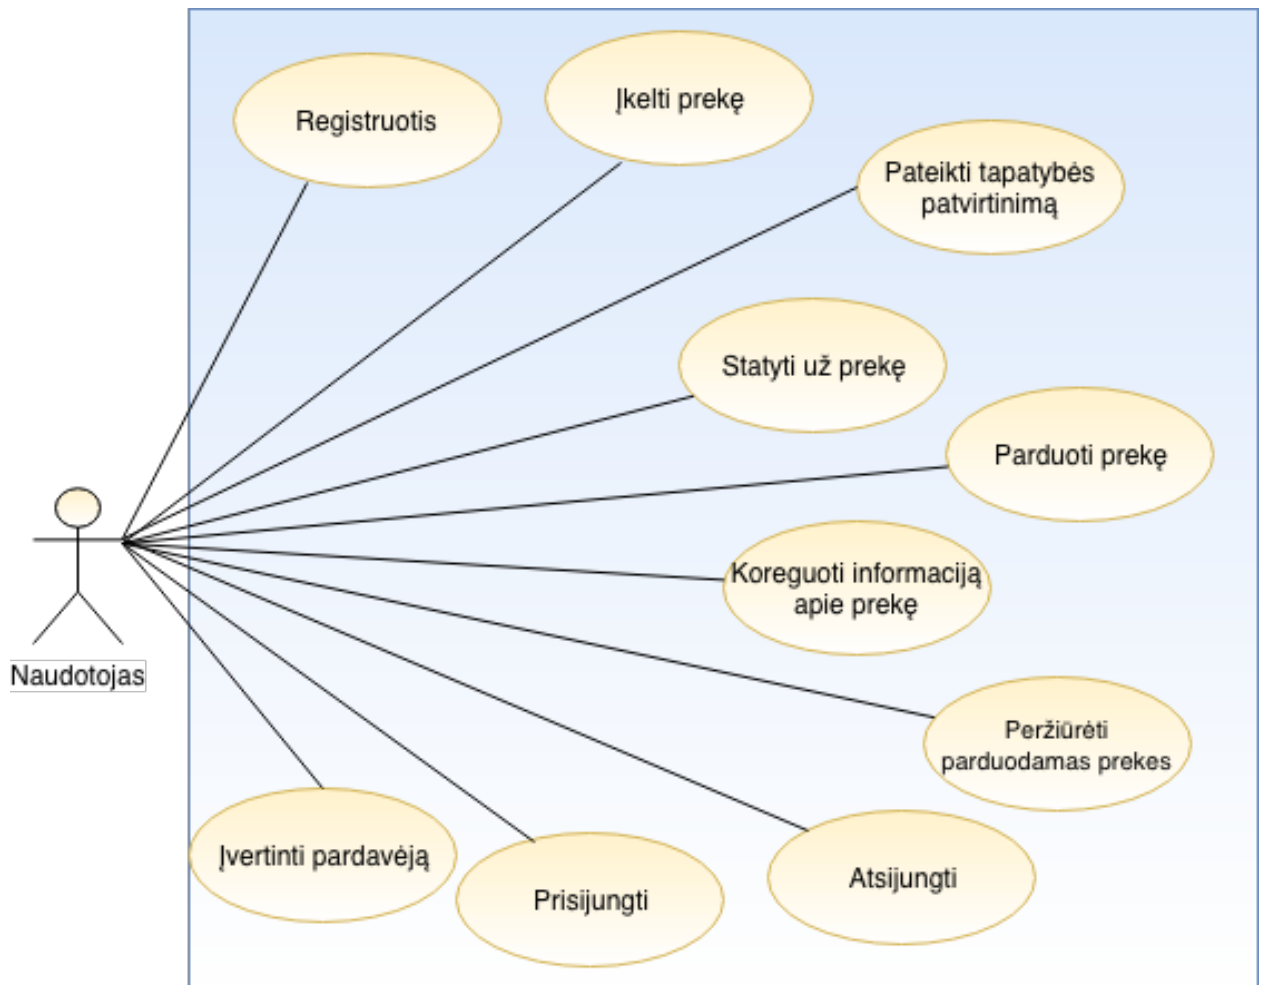 Registruotis
Įkelti prekę
Pateikti tapatybės
patvirtinimą
Statyti už prekę
Parduoti prekę
Koreguoti informaciją
apie prekę
Naudotojas
Peržiūrėti
parduodamas prekes
Įvertinti pardavėją
Prisijungti
Atsijungti